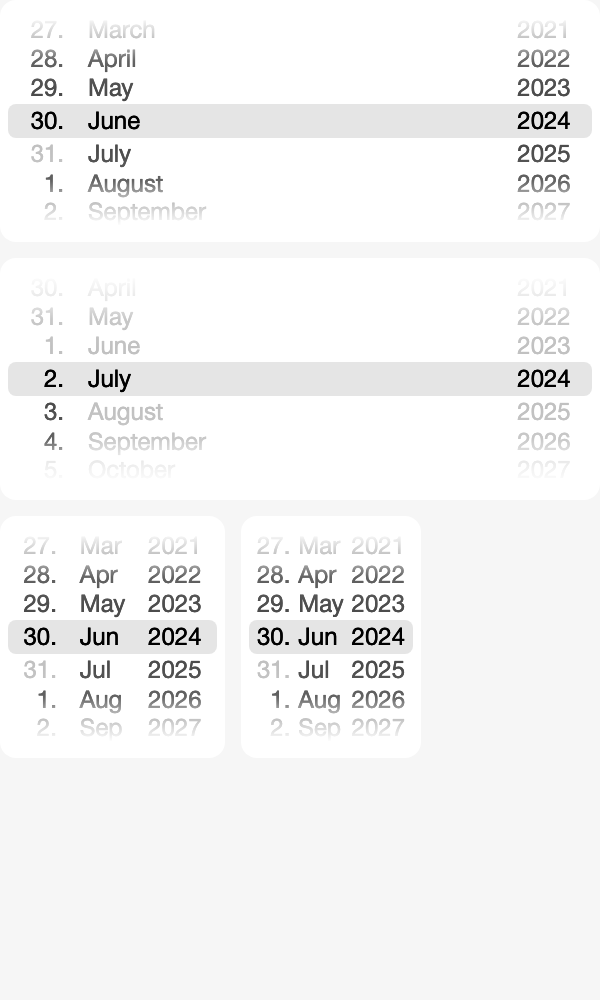 27. March 2021
28. April 2022
29. May 2023
30. June 2024
31. July 2025
1. August 2026
2. September 2027
30. April 2021
31. May 2022
1. June 2023
2. July 2024
3. August 2025
4. September 2026
5. October 2027
27. Mar 2021
28. Apr 2022
29. May 2023
30. Jun 2024
31. Jul 2025
1. Aug 2026
2. Sep 2027
27. Mar 2021
28. Apr 2022
29. May 2023
30. Jun 2024
31. Jul 2025
1. Aug 2026
2. Sep 2027